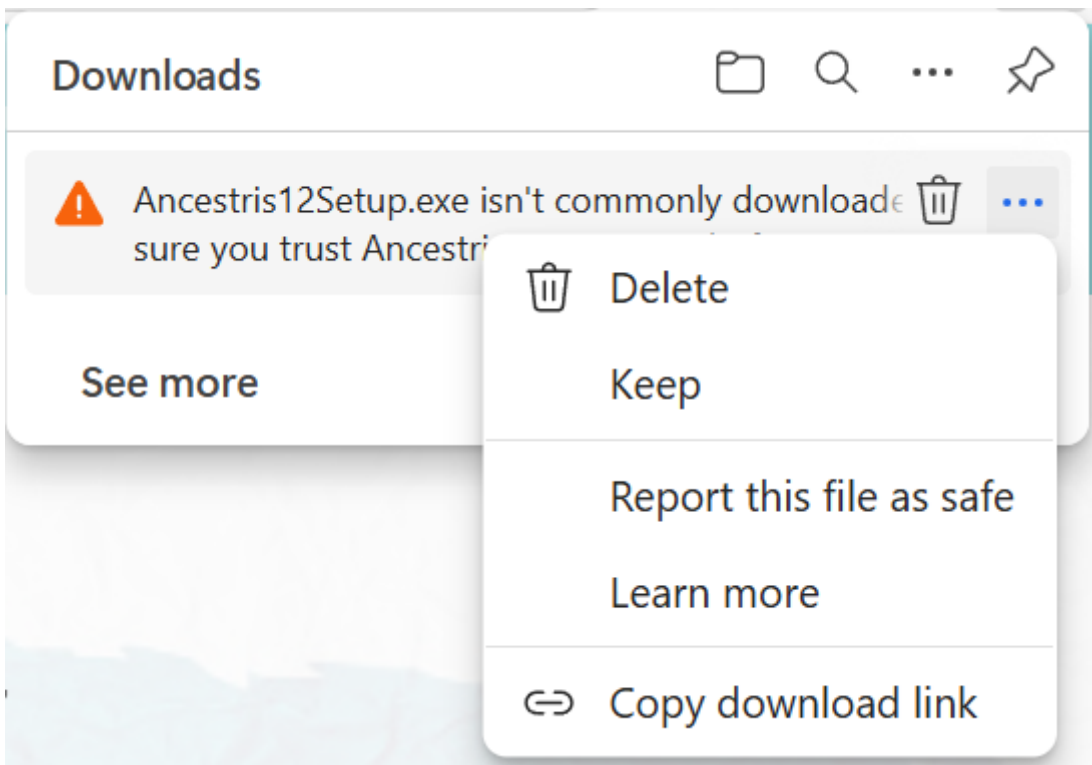 Downloads
Ancestris12Setup.exe isn't commonly downloade
sure you trust Ancestri
Delete
Keep
See more
Report this file as safe
Learn more
Copy download link